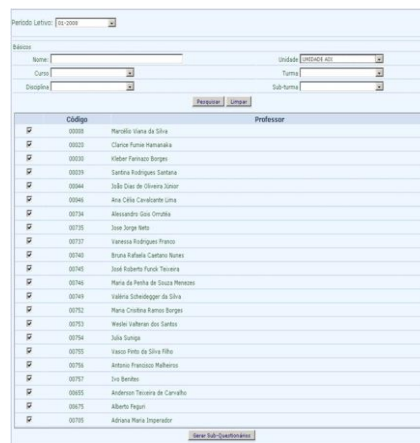 Período Letivo: 01-2008
Básicos
Nome: Unidade UNIDADE ADI
Curso Turma
Disciplina Sub-turma
Pesquisar Limpar
Código Professor
00008 Marcélio Viana da Silva
00020 Clarice Fumie Hamanaka
00030 Kleber Farinazo Borges
00039 Santina Rodrigues Santana
00044 João Dias de Oliveira Júnior
00046 Ana Célia Cavalcante Lima
00734 Alessandro Gois Orrutéa
00735 Jose Jorge Neto
00737 Vanessa Rodrigues Franco
00740 Bruna Rafaela Caetano Nunes
00745 José Roberto Funck Teixeira
00746 Maria da Penha de Souza Menezes
00749 Valéria Scheidegger da Silva
00752 Maria Cristina Ramos Borges
00753 Weslei Valteran dos Santos
00754 Julia Suniga
00755 Vasco Pinto da Silva Filho
00756 Antonio Francisco Malheiros
00757 Ivo Benites
00655 Anderson Teixeira de Carvalho
00675 Alberto Feguri
00705 Adriana Maria Imperador
Gerar Sub-Questionários